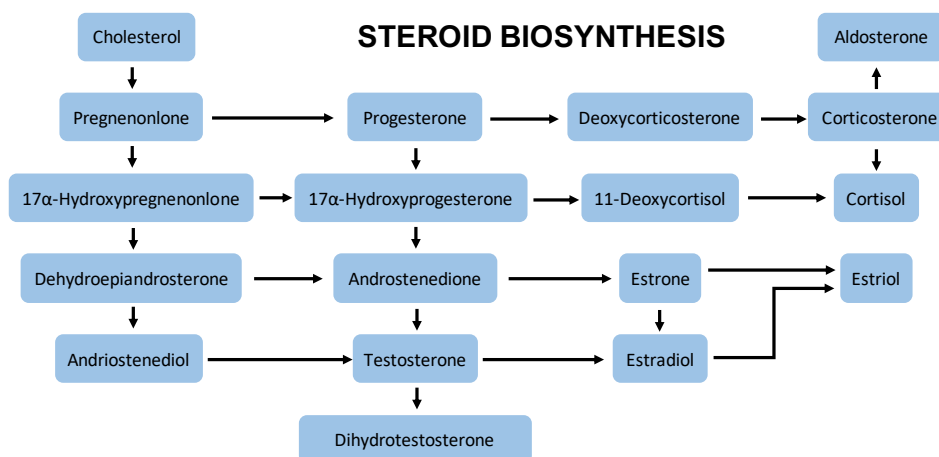 Cholesterol
STEROID BIOSYNTHESIS
Aldosterone
Pregnenonlone
Progesterone
Deoxycorticosterone
Corticosterone
17α-Hydroxypregnenonlone
17α-Hydroxyprogesterone
11-Deoxycortisol
Cortisol
Dehydroepiandrosterone
Androstenedione
Estrone
Estriol
Andriostenediol
Testosterone
Estradiol
Dihydrotestosterone